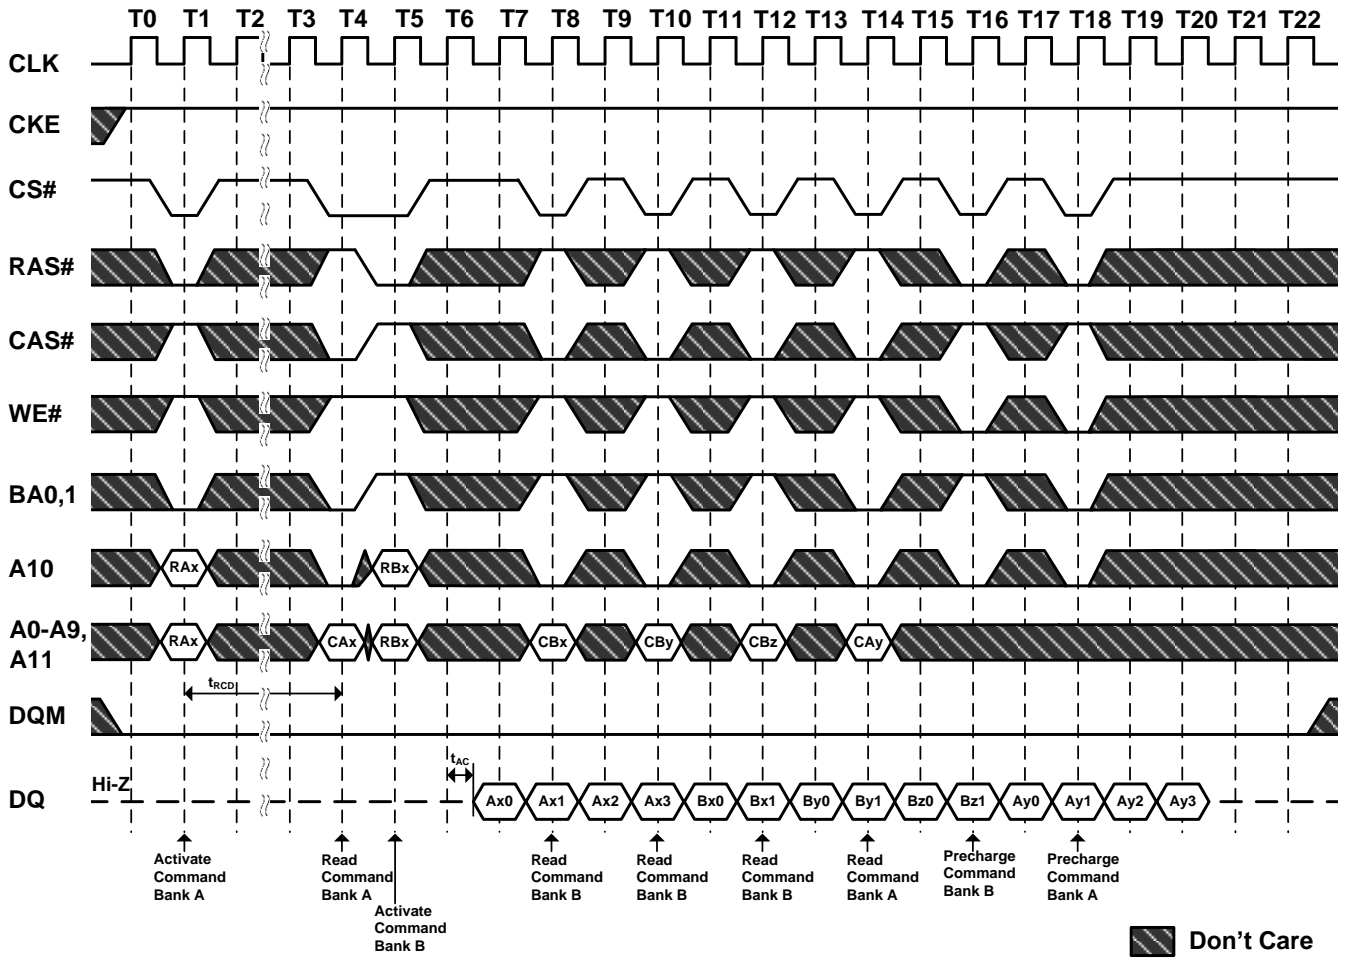 T0 T1 T2 T3 T4 T5 T6 T7 T8 T9 T10 T11 T12 T13 T14 T15 T16 T17 T18 T19 T20 T21 T22
CLK
CKE
CS#
RAS#
CAS#
WE#
BA0,1
A10 RAx RBx
A0-A9,
A11 RAx CAx RBx CBx CBy CBz CAy
tRCD
DQM
tAC
Hi-Z
DQ Ax0 Ax1 Ax2 Ax3 Bx0 Bx1 By0 By1 Bz0 Bz1 Ay0 Ay1 Ay2 Ay3
Activate
Command
Bank A
Read
Command
Bank A
Activate
Command
Bank B
Read
Command
Bank B
Read
Command
Bank B
Read
Command
Bank B
Read
Command
Bank A
Precharge
Command
Bank B
Precharge
Command
Bank A
Don't Care